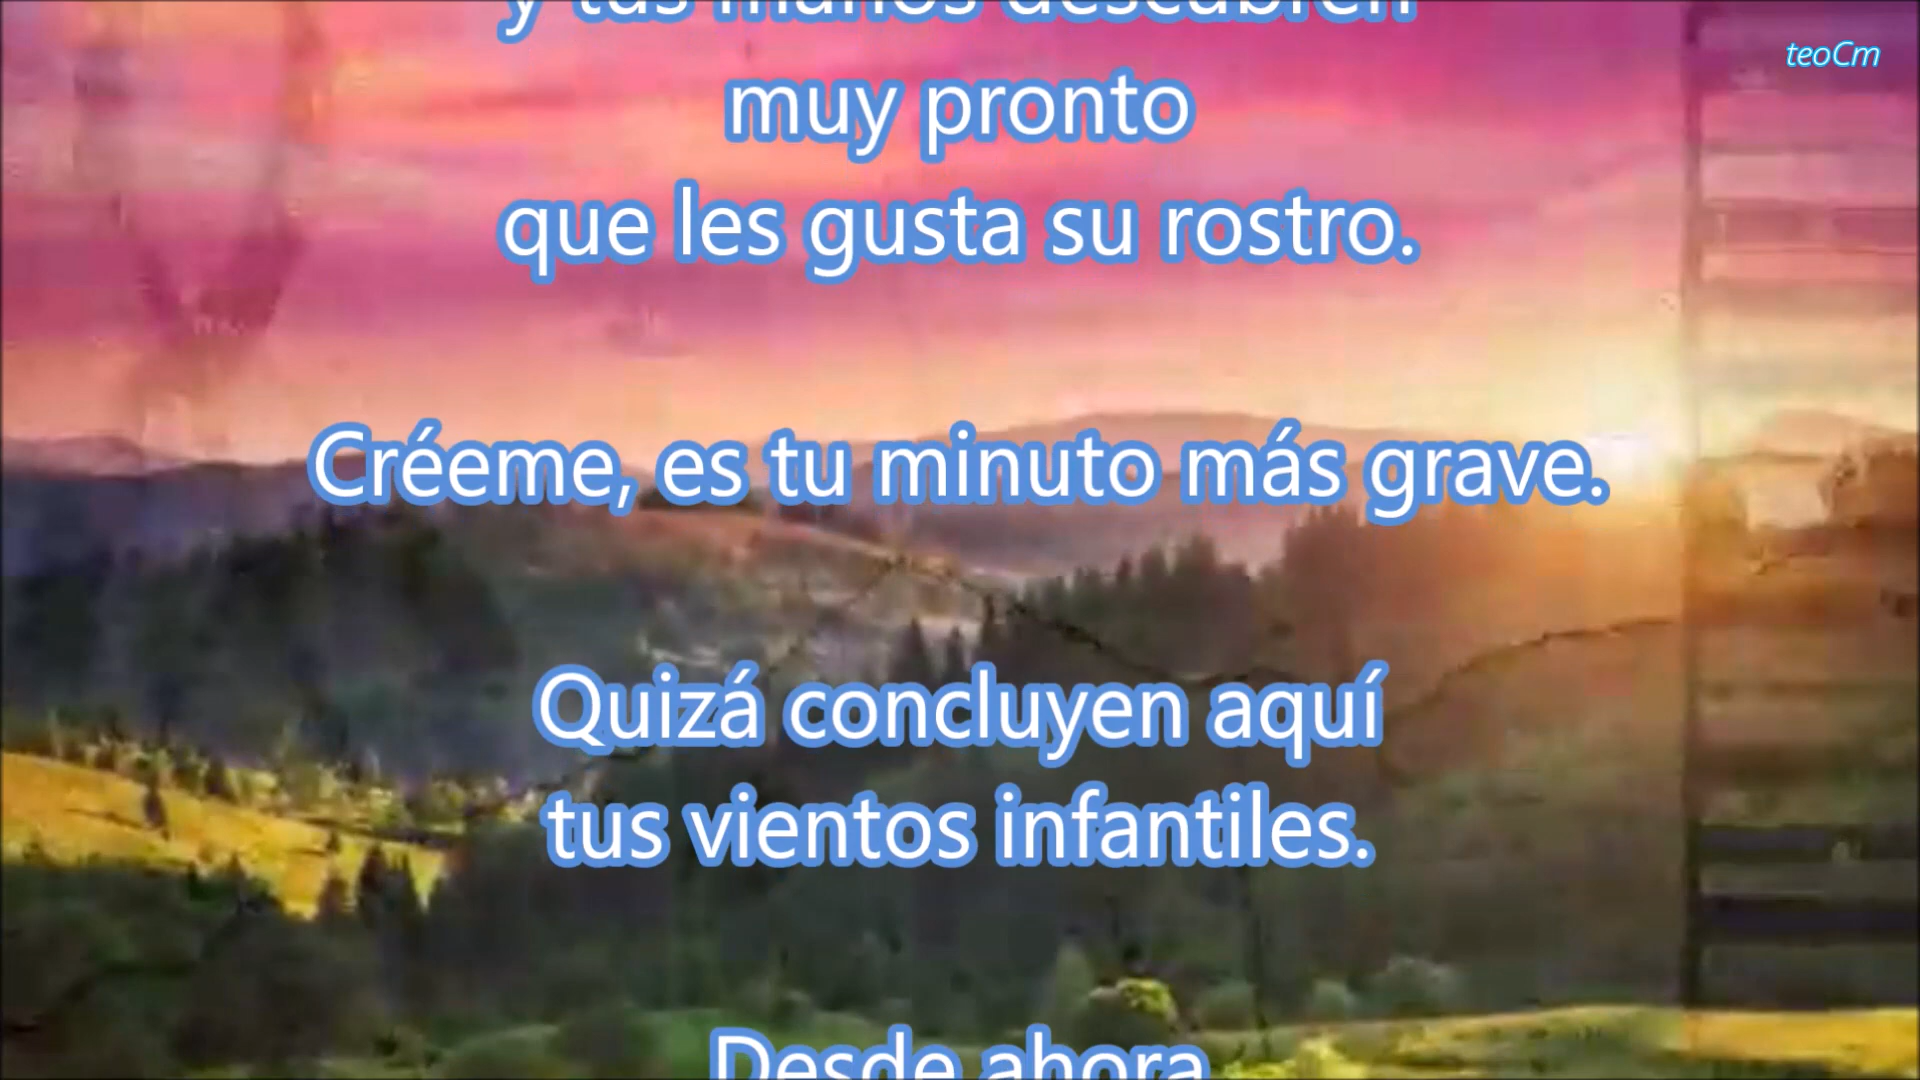 y tus manos descubren
muy pronto
que les gusta su rostro.
Créeme, es tu minuto más grave.
Quizá concluyen aquí
tus vientos infantiles.
Desde ahora
teoCm